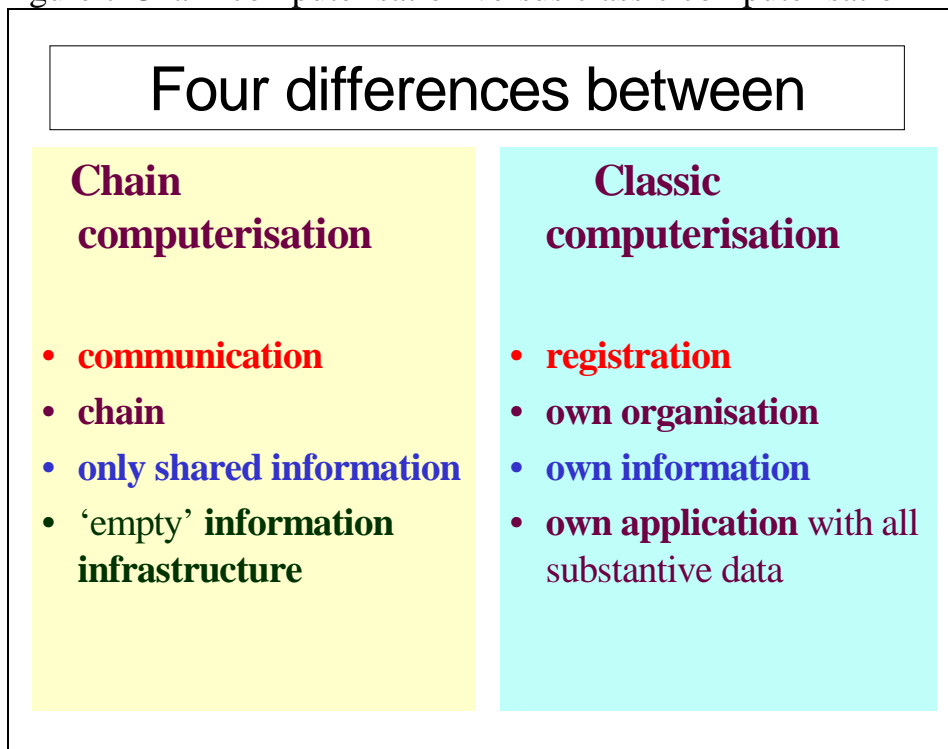 Four differences between
Chain
computerisation
• communication
• chain
• only shared information
• ‘empty’ information
infrastructure
Classic
computerisation
• registration
• own organisation
• own information
• own application with all
substantive data